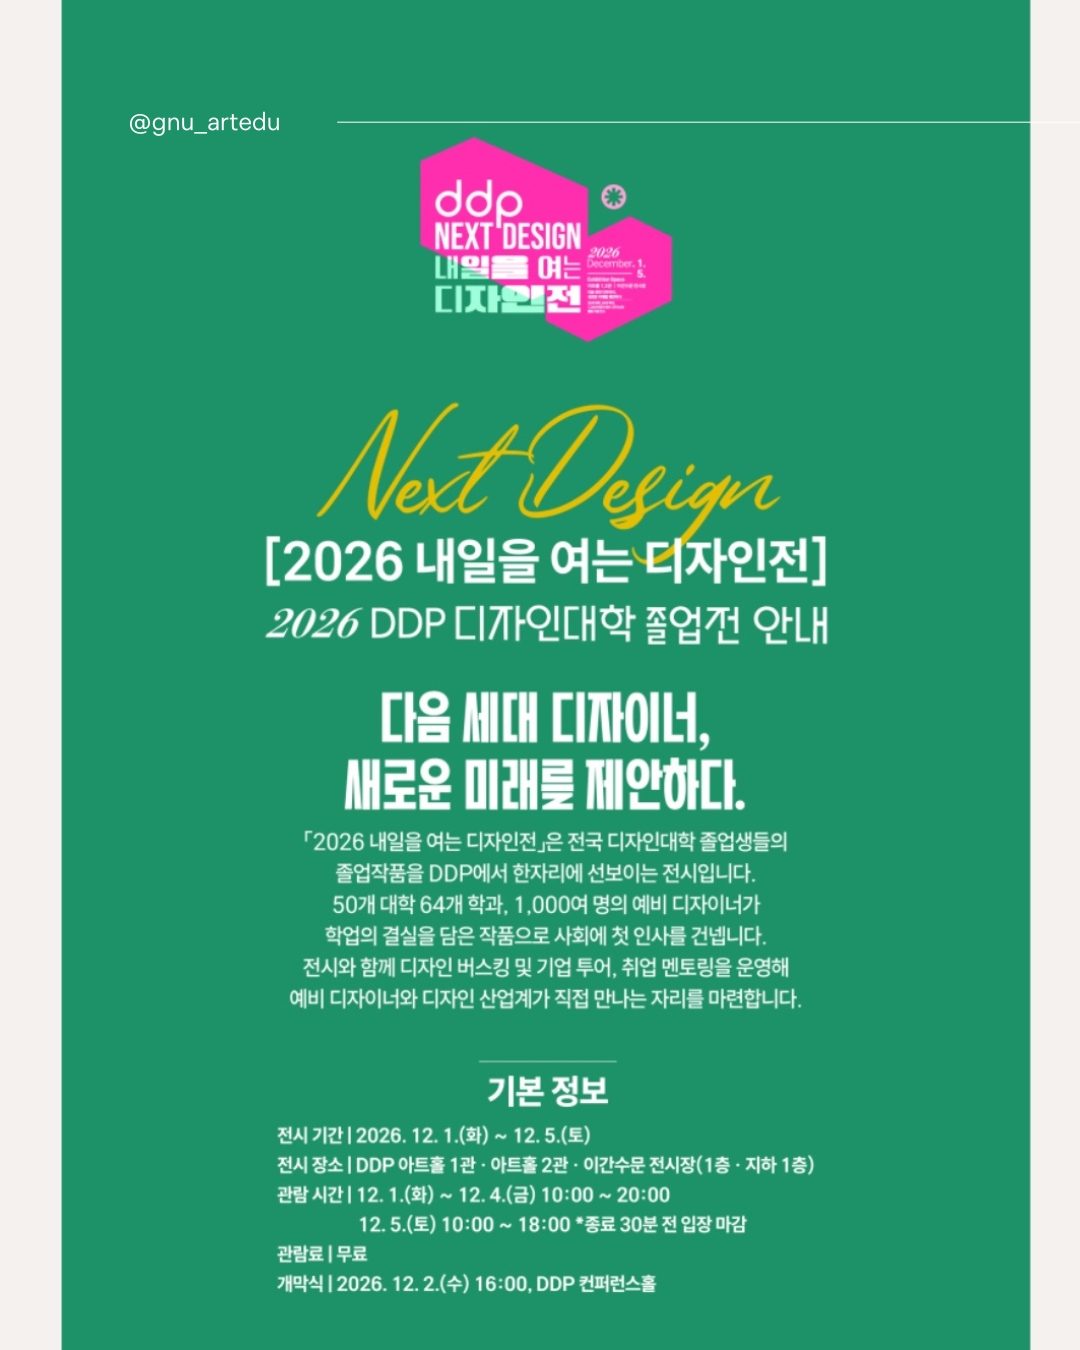 @gnu_artedu
ddp
NEXT DESIGN
내일을 여는
디자인전
2026
December. 1.
5.
Next Design
[2026 내일을 여는 디자인전]
2026 DDP 디자인대학 졸업전 안내
다음 세대 디자이너,
새로운 미래를 제안하다.
「2026 내일을 여는 디자인전」은 전국 디자인대학 졸업생들의
졸업작품을 DDP에서 한자리에 선보이는 전시입니다.
50개 대학 64개 학과, 1,000여 명의 예비 디자이너가
학업의 결실을 담은 작품으로 사회에 첫 인사를 건넵니다.
전시와 함께 디자인 버스킹 및 기업 투어, 취업 멘토링을 운영해
예비 디자이너와 디자인 산업계가 직접 만나는 자리를 마련합니다.
기본 정보
전시 기간 | 2026. 12. 1.(화) ~ 12. 5.(토)
전시 장소 | DDP 아트홀 1관 · 아트홀 2관 · 이간수문 전시장(1층 · 지하 1층)
관람 시간 | 12. 1.(화) ~ 12. 4.(금) 10:00 ~ 20:00
12. 5.(토) 10:00 ~ 18:00 *종료 30분 전 입장 마감
관람료 | 무료
개막식 | 2026. 12. 2.(수) 16:00, DDP 컨퍼런스홀